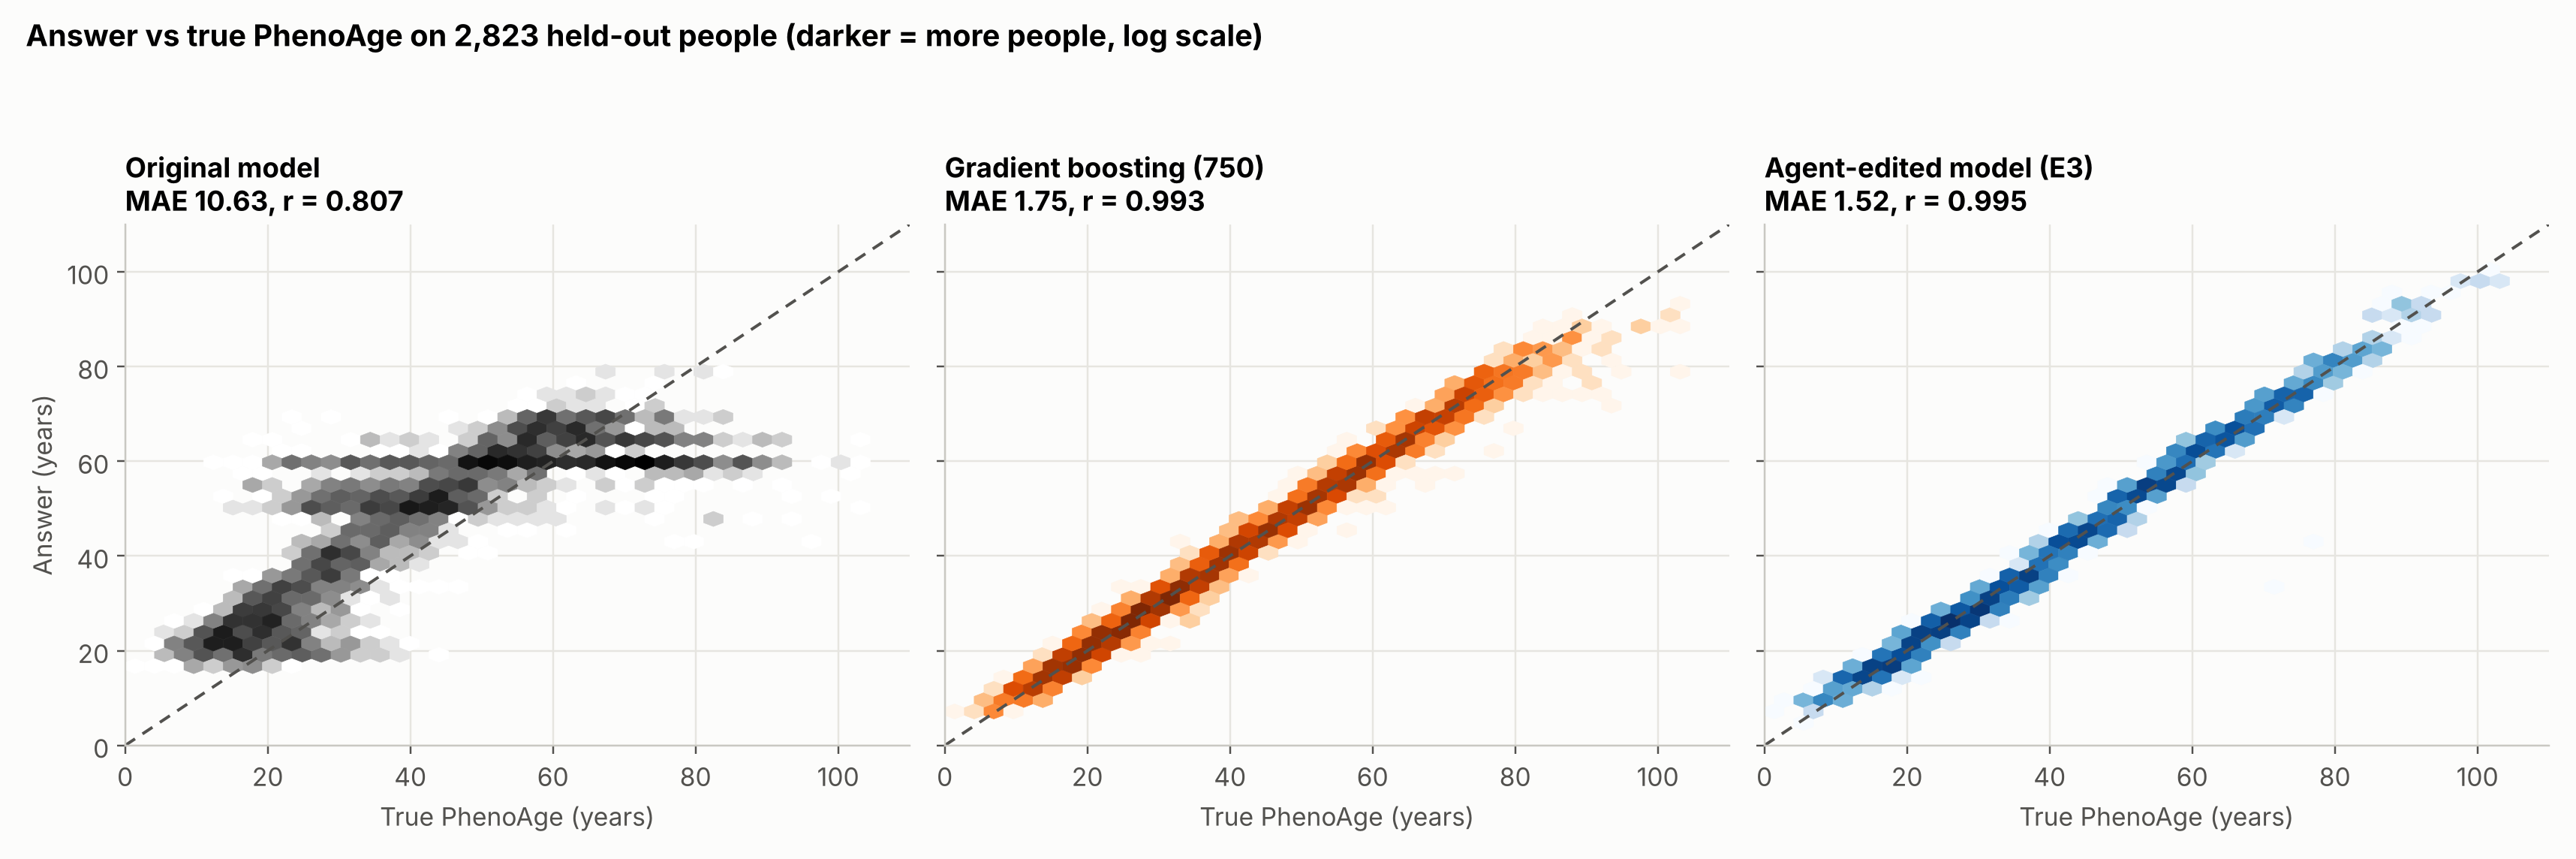 Answer vs true PhenoAge on 2,823 held-out people (darker = more people, log scale)
Original model
MAE 10.63, r = 0.807
Gradient boosting (750)
MAE 1.75, r = 0.993
Agent-edited model (E3)
MAE 1.52, r = 0.995
Answer (years)
100
80
60
40
20
0
0 20 40 60 80 100
0 20 40 60 80 100
0 20 40 60 80 100
True PhenoAge (years)
True PhenoAge (years)
True PhenoAge (years)